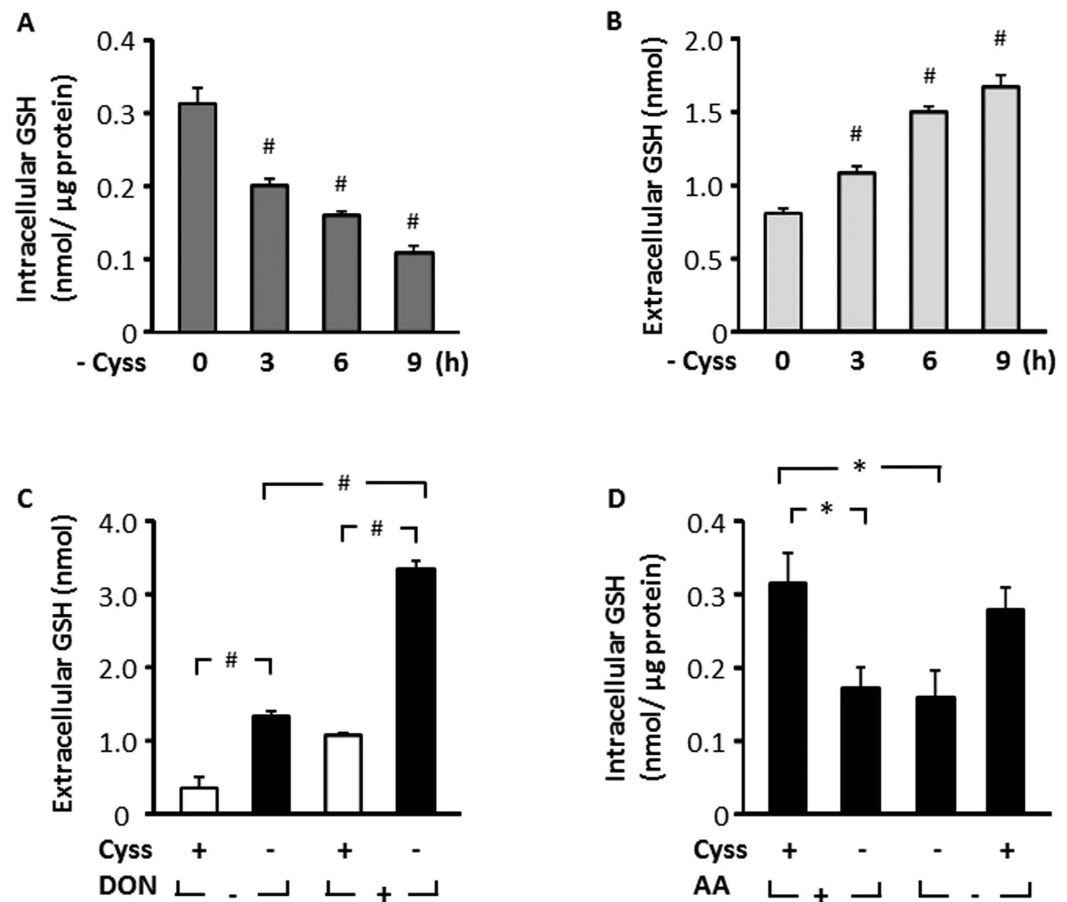 A
Intracellular GSH
(nmol/ µg protein)
0.4
0.3
0.2
0.1
0
#
#
#
- Cyss 0 3 6 9 (h)
B
Extracellular GSH (nmol)
2.0
1.5
1.0
0.5
0
#
#
#
- Cyss 0 3 6 9 (h)
C
Extracellular GSH (nmol)
4.0
3.0
2.0
1.0
0
#
#
#
Cyss + - + -
DON - +
D
Intracellular GSH
(nmol/ µg protein)
0.4
0.3
0.2
0.1
0
*
*
Cyss + - - +
AA + -